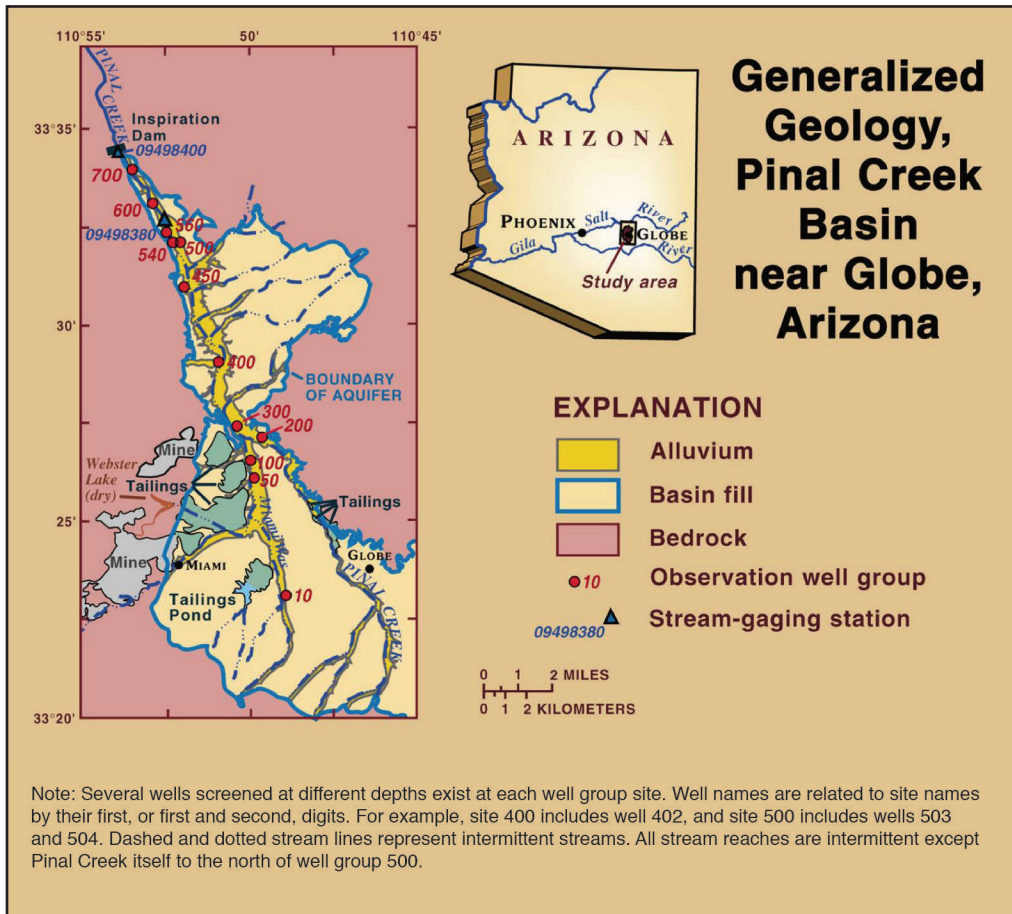 110°55'
50'
110°45'
PINAL
CREEK
33°35'
Inspiration
Dam
09498400
700
600
560
09498380
540
500
450
30'
400
BOUNDARY
OF AQUIFER
300
200
Mine
Webster
Lake
(dry)
Tailings
100
50
Tailings
25'
Mine
MIAMI
GLOBE
PINAL
CREEK
Tailings
Pond
10
33°20'
ARIZONA
PHOENIX
Salt
River
GLOBE
Gila
River
Study area
Generalized
Geology,
Pinal Creek
Basin
near Globe,
Arizona
EXPLANATION
Alluvium
Basin fill
Bedrock
10
Observation well group
09498380
Stream-gaging station
0 1 2 MILES
0 1 2 KILOMETERS
Note: Several wells screened at different depths exist at each well group site. Well names are related to site names
by their first, or first and second, digits. For example, site 400 includes well 402, and site 500 includes wells 503
and 504. Dashed and dotted stream lines represent intermittent streams. All stream reaches are intermittent except
Pinal Creek itself to the north of well group 500.